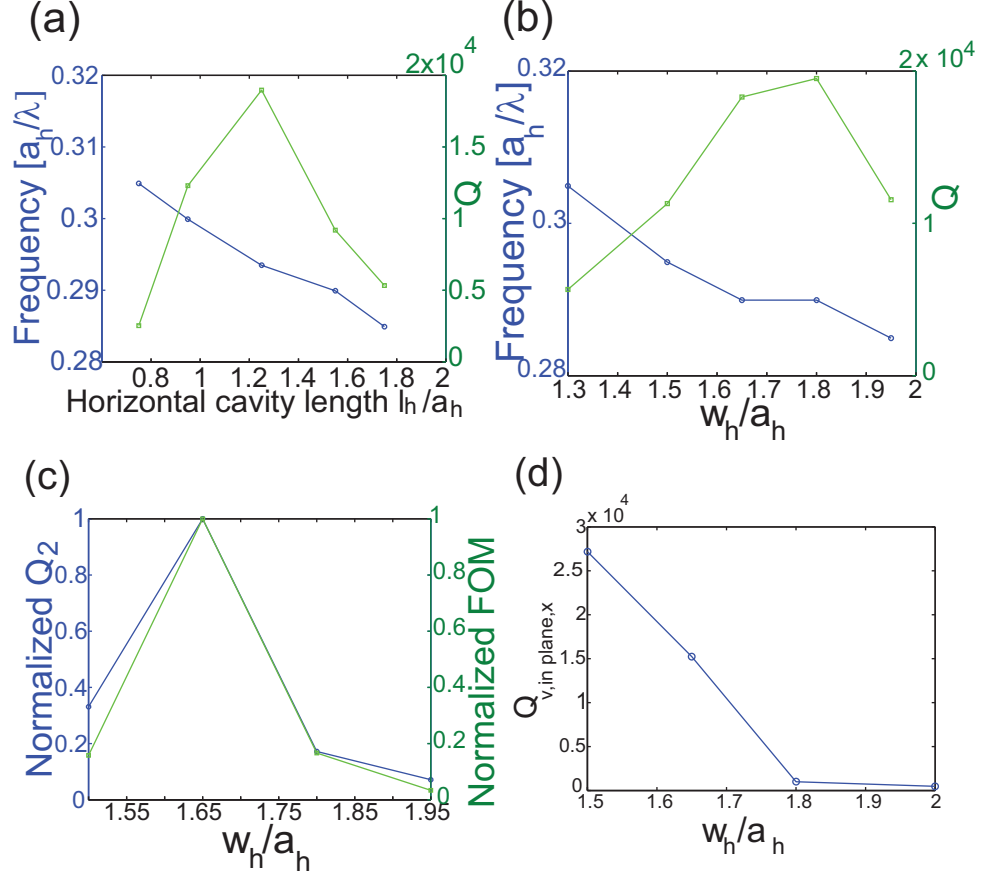 (a)
2×10⁴
0.32
0.31
0.3
0.29
0.28
Frequency [a_h/λ]
1.5
1
0.5
0
Q
0.8 1 1.2 1.4 1.6 1.8 2
Horizontal cavity length l_h/a_h
(b)
2×10⁴
0.32
0.3
0.28
Frequency [a_h/λ]
1
0
Q
1.3 1.4 1.5 1.6 1.7 1.8 1.9 2
w_h/a_h
(c)
1
0.8
0.6
0.4
0.2
0
Normalized Q_2
1
0.8
0.6
0.4
0.2
0
Normalized FOM
1.55 1.65 1.75 1.85 1.95
w_h/a_h
(d)
× 10⁴
3
2.5
2
1.5
1
0.5
0
Q_v,in plane,x
1.5 1.6 1.7 1.8 1.9 2
w_h/a_h